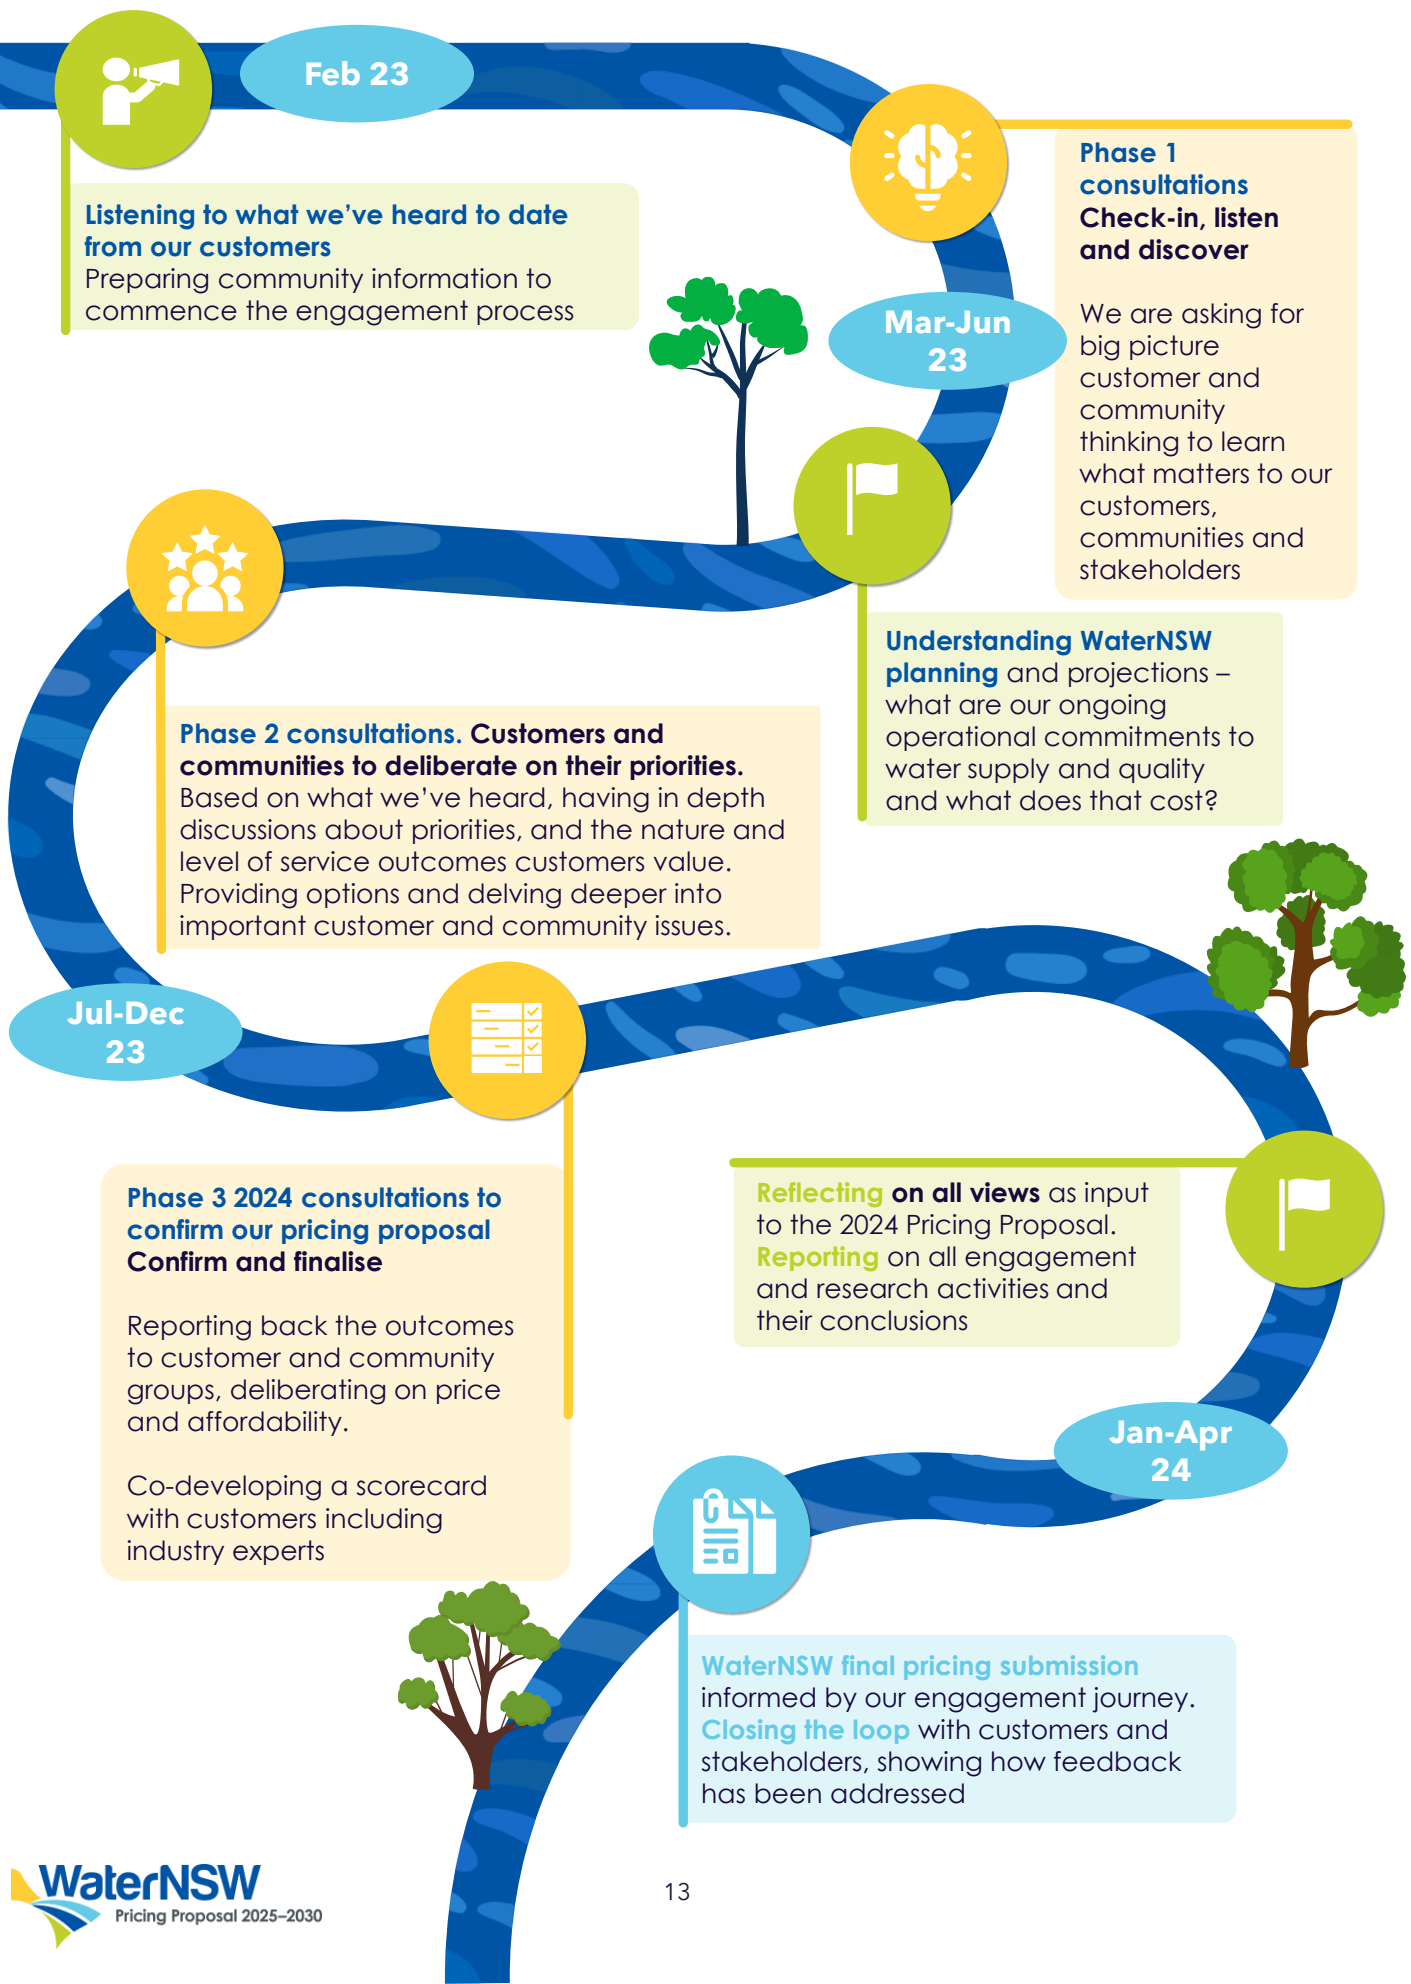 Feb 23
Listening to what we've heard to date
from our customers
Preparing community information to
commence the engagement process
Phase 1
consultations
Check-in, listen
and discover
We are asking for
big picture
customer and
community
thinking to learn
what matters to our
customers,
communities and
stakeholders
Mar-Jun
23
Understanding WaterNSW
planning and projections –
what are our ongoing
operational commitments to
water supply and quality
and what does that cost?
Phase 2 consultations. Customers and
communities to deliberate on their priorities.
Based on what we've heard, having in depth
discussions about priorities, and the nature and
level of service outcomes customers value.
Providing options and delving deeper into
important customer and community issues.
Jul-Dec
23
Phase 3 2024 consultations to
confirm our pricing proposal
Confirm and finalise
Reporting back the outcomes
to customer and community
groups, deliberating on price
and affordability.
Co-developing a scorecard
with customers including
industry experts
Reflecting on all views as input
to the 2024 Pricing Proposal.
Reporting on all engagement
and research activities and
their conclusions
Jan-Apr
24
WaterNSW final pricing submission
informed by our engagement journey.
Closing the loop with customers and
stakeholders, showing how feedback
has been addressed
WaterNSW
Pricing Proposal 2025–2030
13